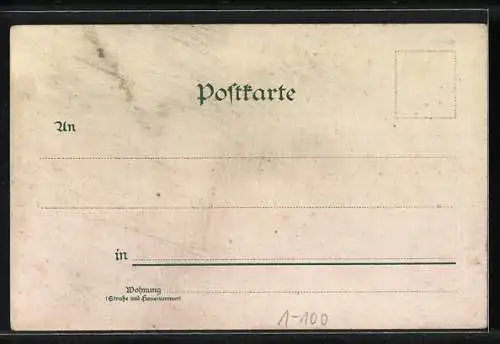 Postkarte
An
in
Wohnung
(Straße und Hausnummer)
1-100